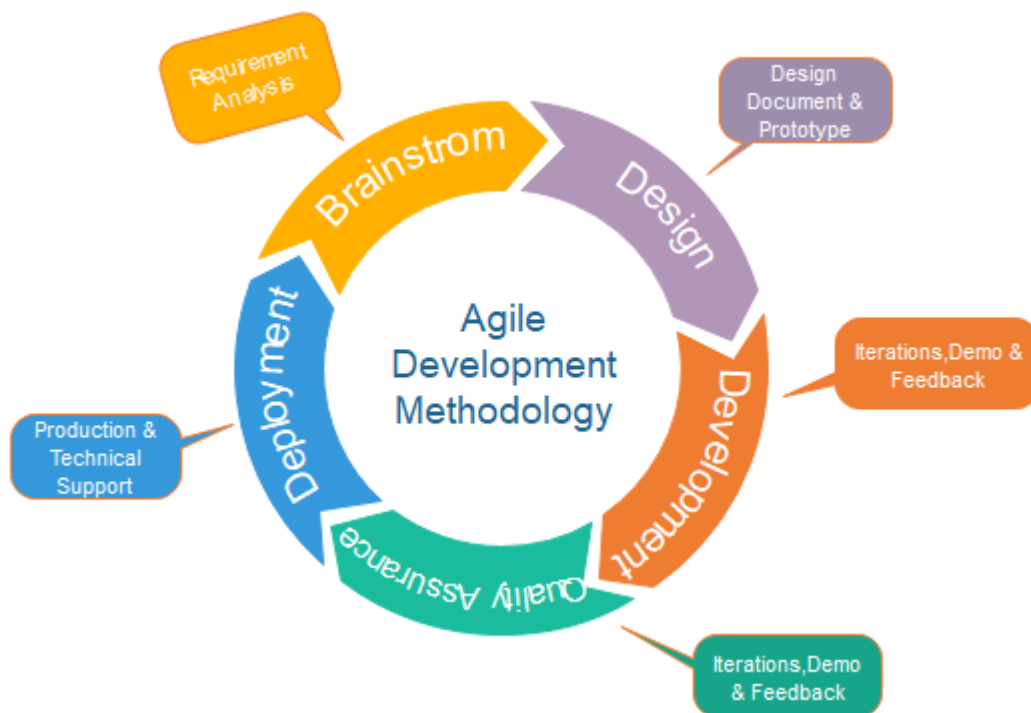 Requirement
Analysis
Brainstrom
Design
Document &
Prototype
Design
Iterations,Demo &
Feedback
Development
Iterations,Demo
& Feedback
Quality Assurance
Production &
Technical
Support
Deployment
Agile
Development
Methodology